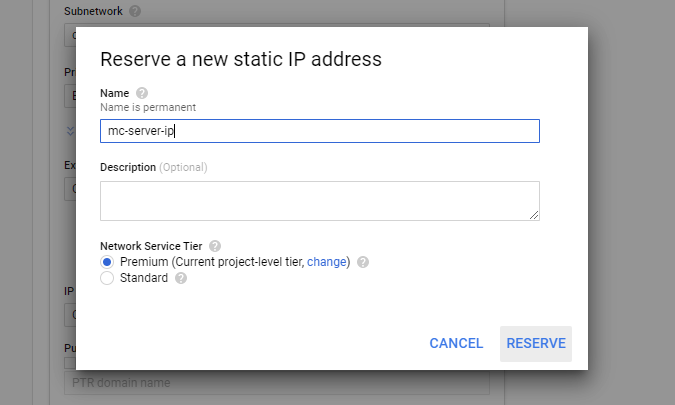 Subnetwork
Reserve a new static IP address
Name
Name is permanent
mc-server-ip
Description (Optional)
Network Service Tier
Premium (Current project-level tier, change)
Standard
CANCEL RESERVE
IP
PTR domain name